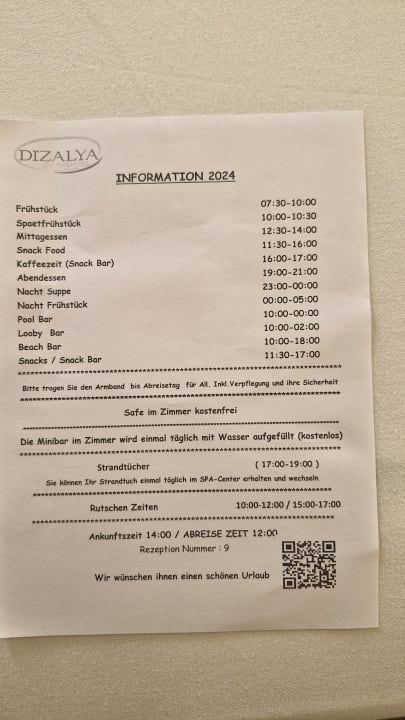 DIZALYA
INFORMATION 2024
Frühstück 07:30-10:00
Spaetfrühstück 10:00-10:30
Mittagessen 12:30-14:00
Snack Food 11:30-16:00
Kaffeezeit (Snack Bar) 16:00-17:00
Abendessen 19:00-21:00
Nacht Suppe 23:00-00:00
Nacht Frühstück 00:00-05:00
Pool Bar 10:00-00:00
Looby Bar 10:00-02:00
Beach Bar 10:00-18:00
Snacks / Snack Bar 11:30-17:00
Bitte tragen Sie den Armband bis Abreisetag für All. Inkl.Verpflegung und ihre Sicherheit
Safe im Zimmer kostenfrei
Die Minibar im Zimmer wird einmal täglich mit Wasser aufgefüllt (kostenlos)
Strandtücher ( 17:00-19:00 )
Sie können Ihr Strandtuch einmal täglich im SPA-Center erhalten und wechseln
Rutschen Zeiten 10:00-12:00 / 15:00-17:00
Ankunftszeit 14:00 / ABREISE ZEIT 12:00
Rezeption Nummer : 9
Wir wünschen ihnen einen schönen Urlaub